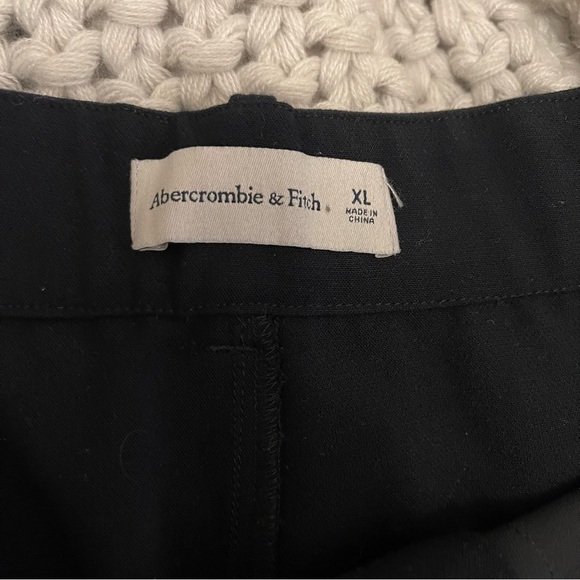 Abercrombie & Fitch
XL
MADE IN
CHINA